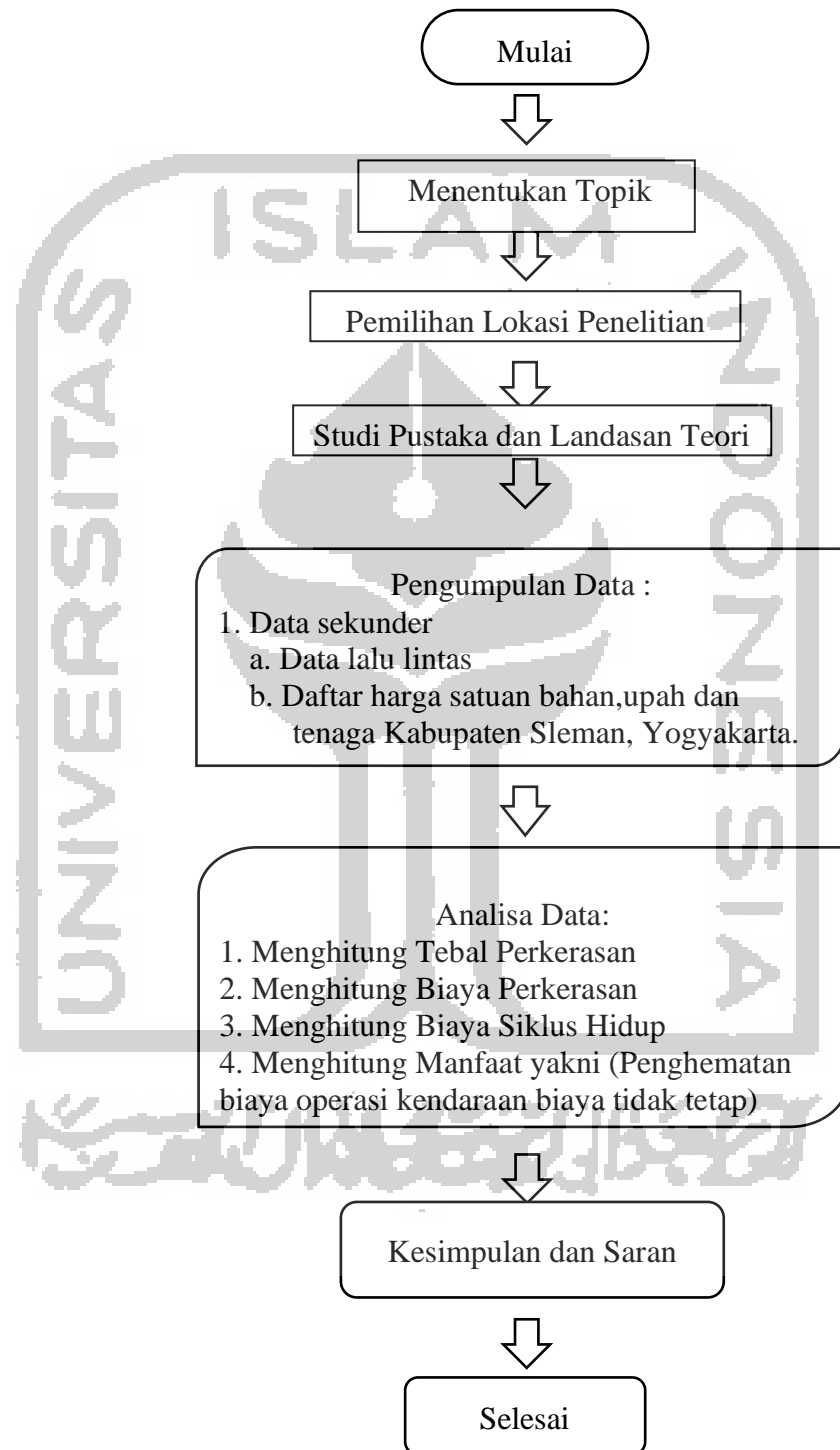 Mulai
Menentukan Topik
ISLAM
Pemilihan Lokasi Penelitian
Studi Pustaka dan Landasan Teori
UNIVERSITAS
INDONESIA
Pengumpulan Data :
1. Data sekunder
a. Data lalu lintas
b. Daftar harga satuan bahan,upah dan
tenaga Kabupaten Sleman, Yogyakarta.
Analisa Data:
1. Menghitung Tebal Perkerasan
2. Menghitung Biaya Perkerasan
3. Menghitung Biaya Siklus Hidup
4. Menghitung Manfaat yakni (Penghematan
biaya operasi kendaraan biaya tidak tetap)
Kesimpulan dan Saran
Selesai